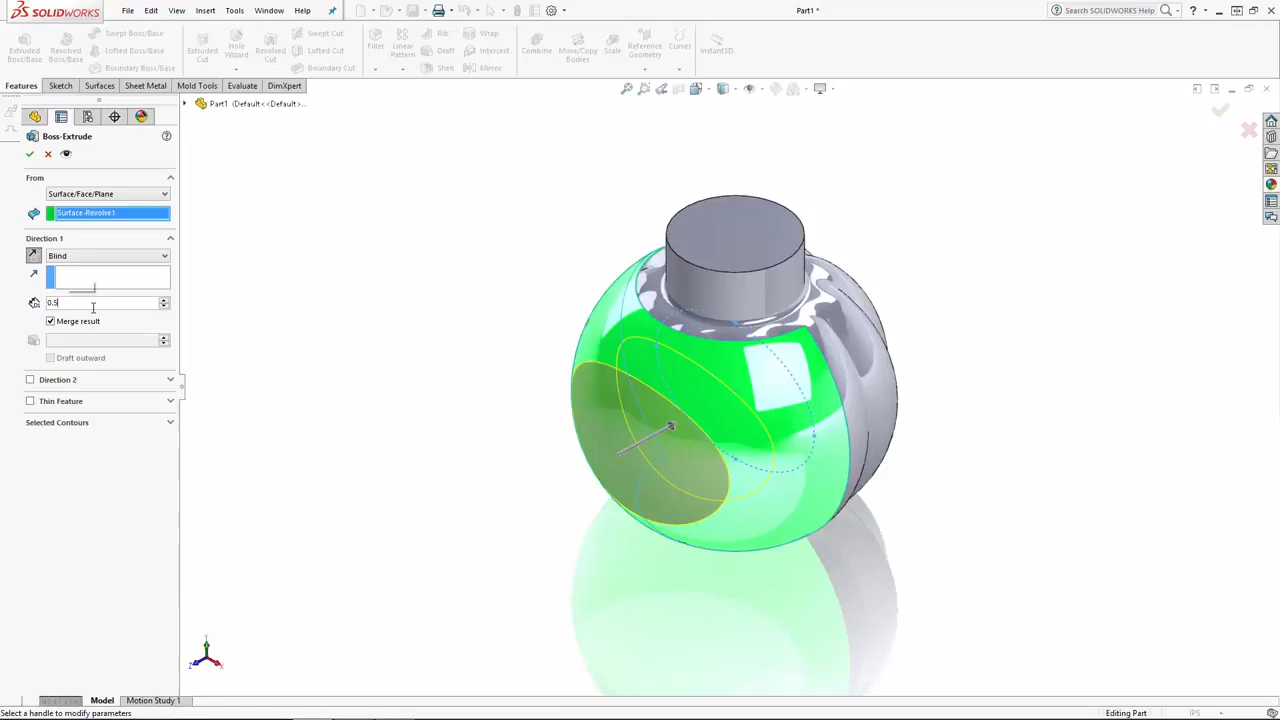 SOLIDWORKS File Edit View Insert Tools Window Help Part1 * Search SOLIDWORKS Help
Extruded Boss/Base
Revolved Boss/Base
Swept Boss/Base
Lofted Boss/Base
Boundary Boss/Base
Extruded Cut
Hole Wizard
Revolved Cut
Swept Cut
Lofted Cut
Boundary Cut
Fillet
Linear Pattern
Rib
Draft
Shell
Wrap
Intersect
Mirror
Combine
Move/Copy Bodies
Scale
Reference Geometry
Curves
Instant3D
Features Sketch Surfaces Sheet Metal Mold Tools Evaluate DimXpert
Part1 (Default<<Default>...
Boss-Extrude
From
Surface/Face/Plane
Surface-Revolve1
Direction 1
Blind
0.5
Merge result
Draft outward
Direction 2
Thin Feature
Selected Contours
Y
Z
X
Model Motion Study 1
Select a handle to modify parameters
Editing Part IPS